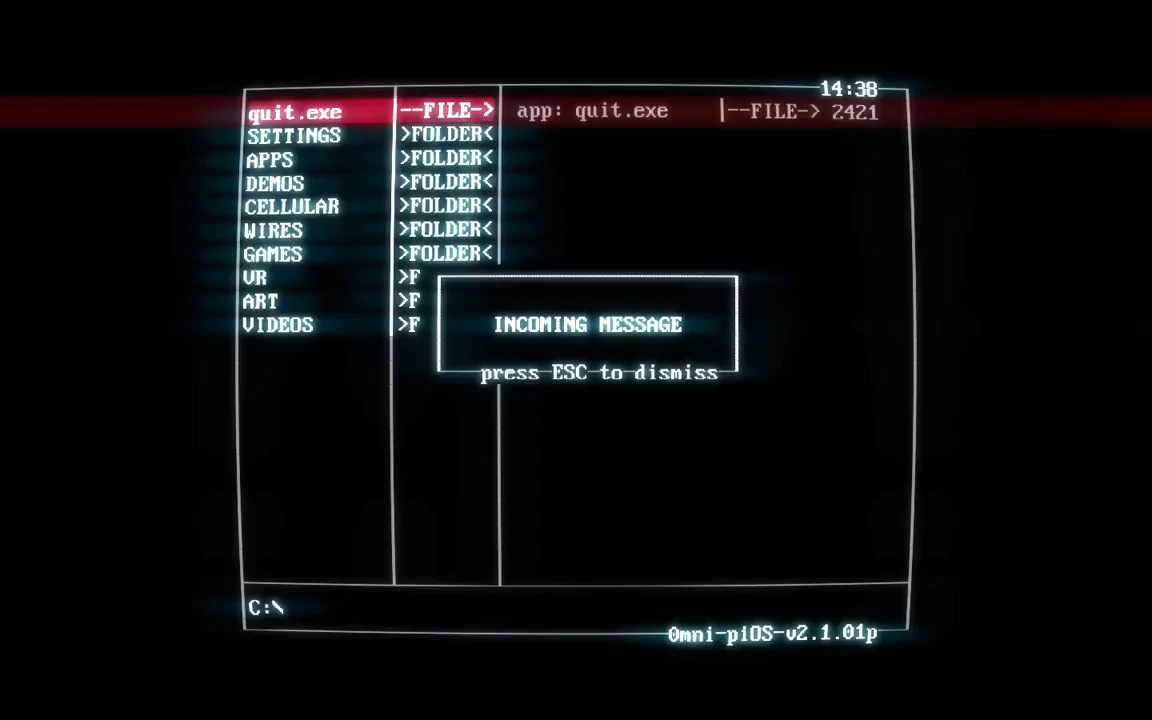 14:38
quit.exe --FILE-> app: quit.exe |--FILE-> 2421
SETTINGS >FOLDER<
APPS >FOLDER<
DEMOS >FOLDER<
CELLULAR >FOLDER<
WIRES >FOLDER<
GAMES >FOLDER<
VR >F
ART >F
VIDEOS >F
INCOMING MESSAGE
press ESC to dismiss
C:\
Omni-piOS-v2.1.01p